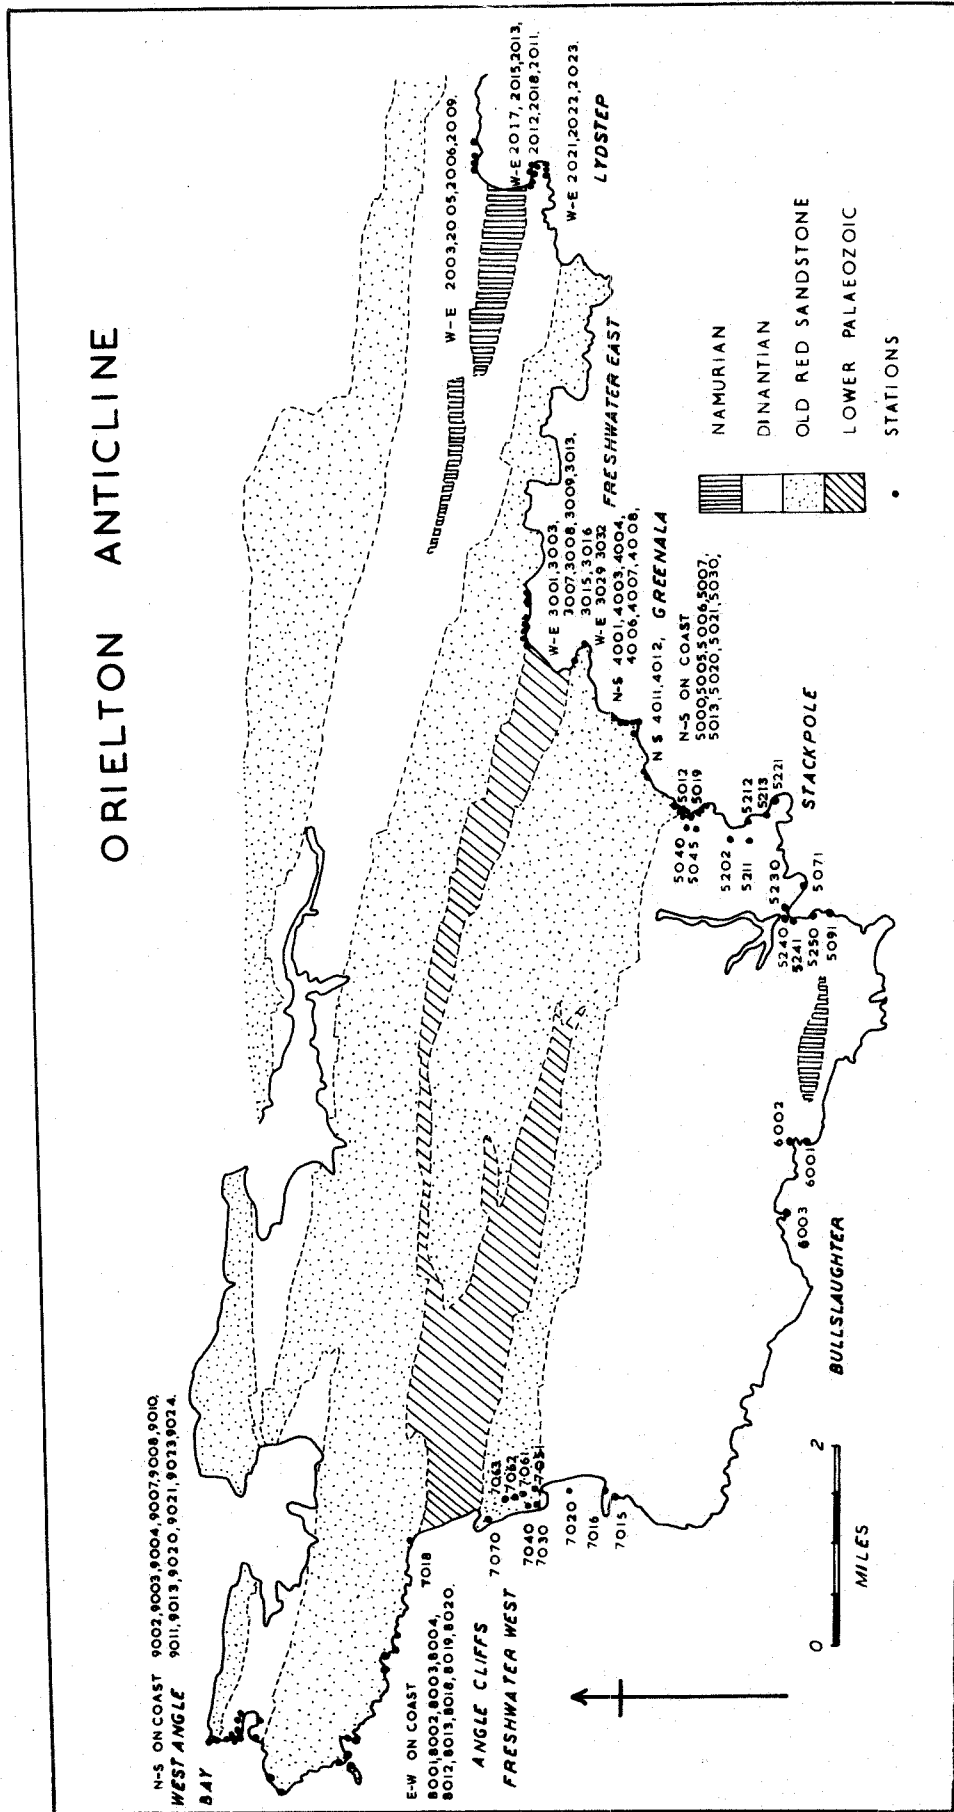 ORIELTON ANTICLINE
N-S ON COAST 9002,9003,9004,9007,9008,9010,
WEST ANGLE 9011,9013,9020,9021,9023,9024.
BAY
E-W ON COAST
8001,8002,8003,8004,
8012,8013,8018,8019,8020.
ANGLE CLIFFS
FRESHWATER WEST
7018
7070
7063
7062
7061
7051
7040
7030
7020
7016
7015
W-E 2003,2005,2006,2009.
W-E 2017,2015,2013,
2012,2018,2011.
W-E 2021,2022,2023.
LYDSTEP
W-E 3001,3003,
3007,3008,3009,3013,
3015,3016
W-E 3029 3032
FRESHWATER EAST
N-S 4001,4003,4004,
4006,4007,4008,
N S 4011,4012, GREENALA
N-S ON COAST
5000,5005,5006,5007,
5013,5020,5021,5030,
5012
5019
5040
5045
5202
5211
5212
5213
5221
STACKPOLE
5230
5071
5240
5241
5250
5091
6002
6001
6003
BULLSLAUGHTER
NAMURIAN
DINANTIAN
OLD RED SANDSTONE
LOWER PALAEOZOIC
STATIONS
0 2
MILES